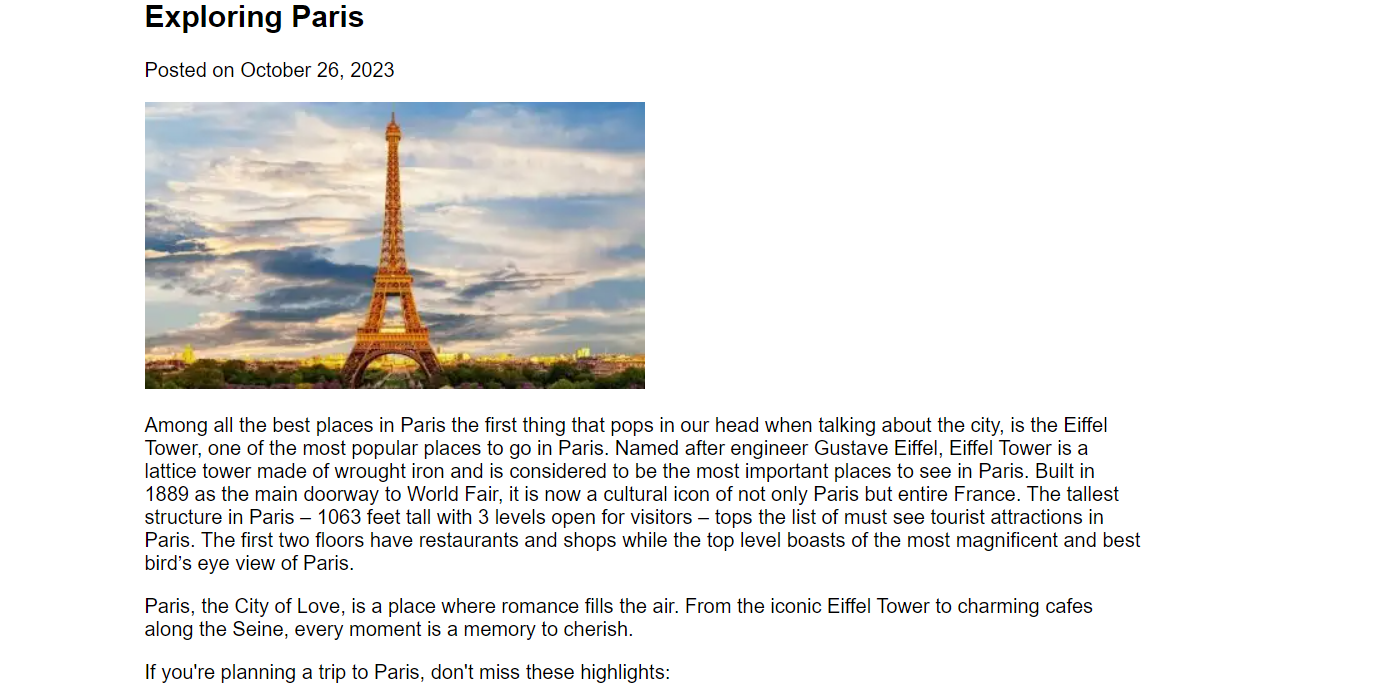 Exploring Paris
Posted on October 26, 2023
Among all the best places in Paris the first thing that pops in our head when talking about the city, is the Eiffel
Tower, one of the most popular places to go in Paris. Named after engineer Gustave Eiffel, Eiffel Tower is a
lattice tower made of wrought iron and is considered to be the most important places to see in Paris. Built in
1889 as the main doorway to World Fair, it is now a cultural icon of not only Paris but entire France. The tallest
structure in Paris – 1063 feet tall with 3 levels open for visitors – tops the list of must see tourist attractions in
Paris. The first two floors have restaurants and shops while the top level boasts of the most magnificent and best
bird’s eye view of Paris.
Paris, the City of Love, is a place where romance fills the air. From the iconic Eiffel Tower to charming cafes
along the Seine, every moment is a memory to cherish.
If you're planning a trip to Paris, don't miss these highlights: